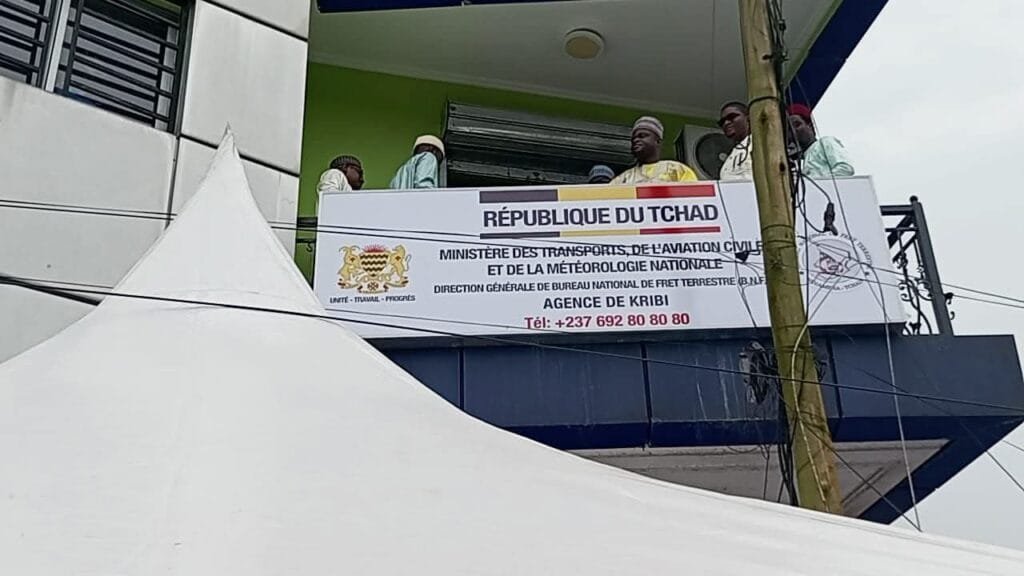 RÉPUBLIQUE DU TCHAD
MINISTÈRE DES TRANSPORTS, DE L'AVIATION CIVILE
ET DE LA MÉTÉOROLOGIE NATIONALE
DIRECTION GÉNÉRALE DE BUREAU NATIONAL DE FRET TERRESTRE (B.N.F.
AGENCE DE KRIBI
Tél: +237 692 80 80 80
UNITÉ - TRAVAIL - PROGRÈS